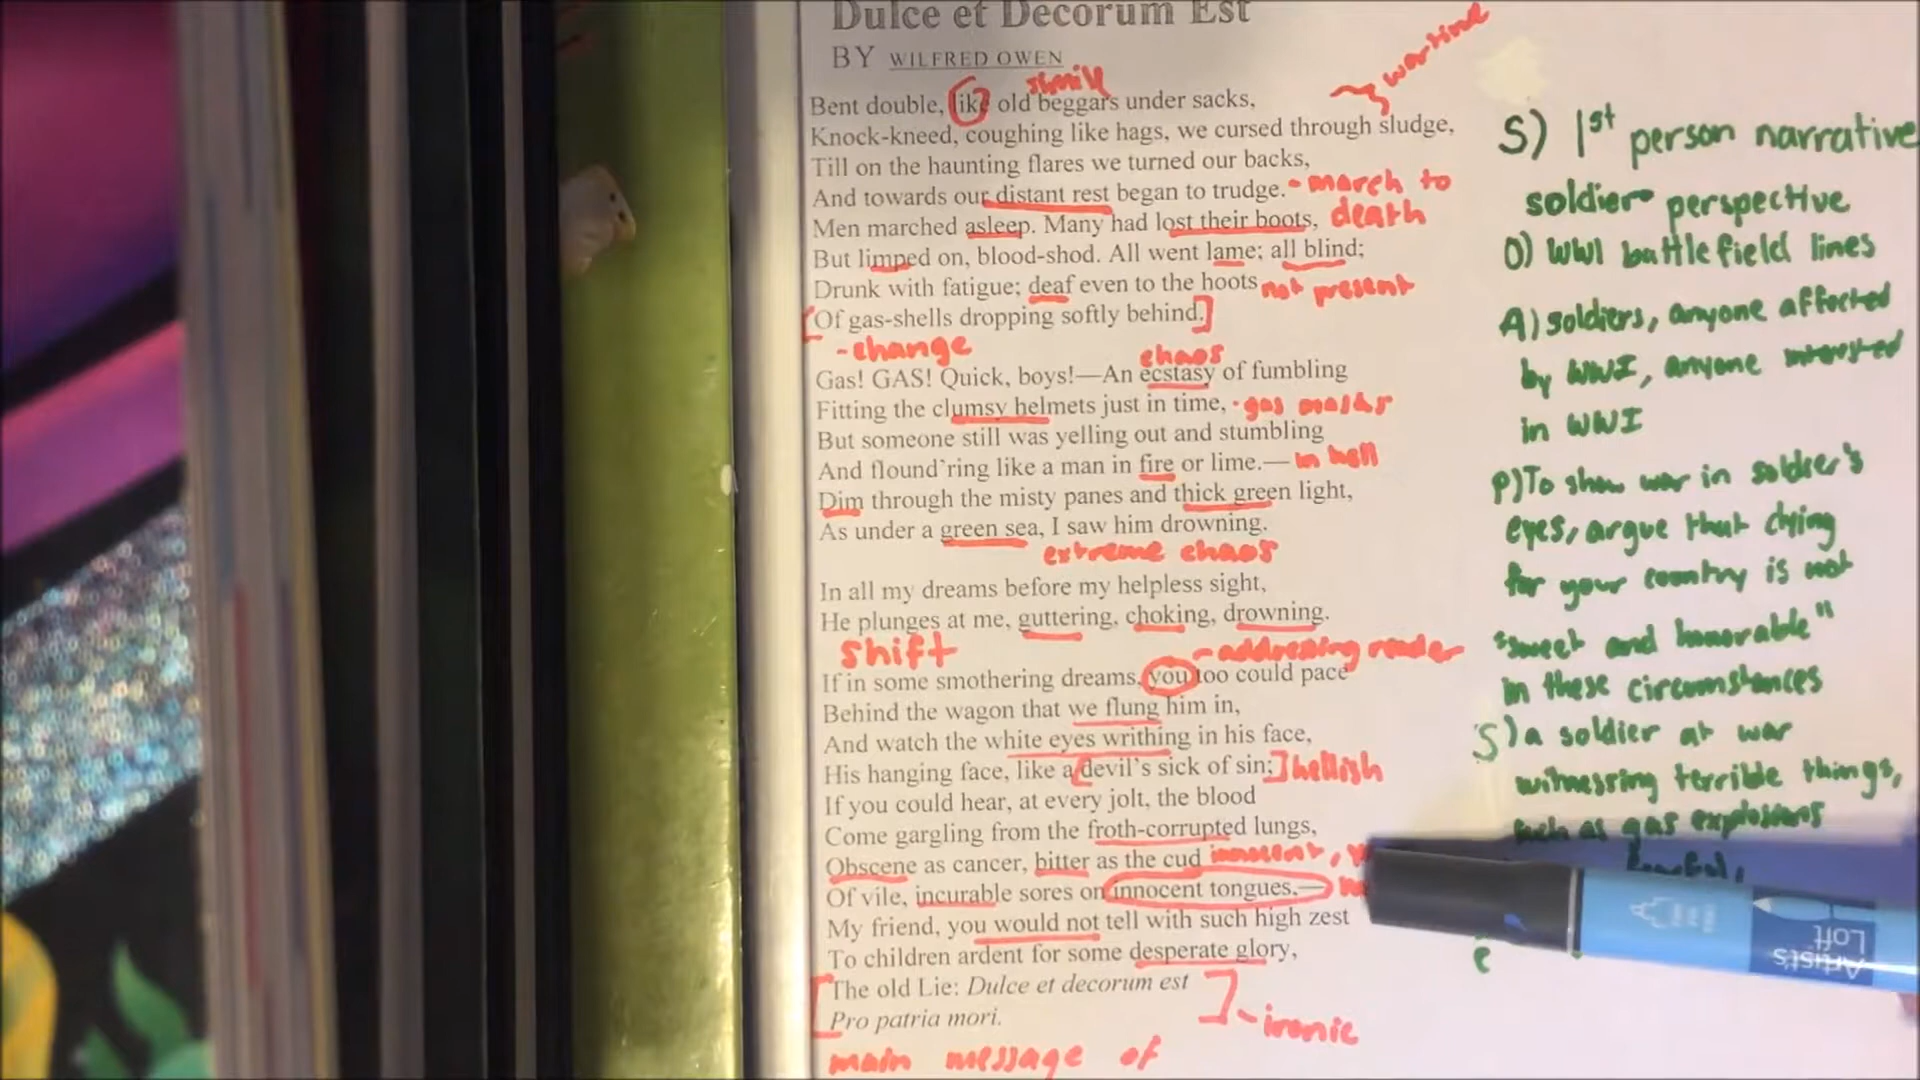 Dulce et Decorum Est
BY WILFRED OWEN
simile
wartime
Bent double, like old beggars under sacks,
Knock-kneed, coughing like hags, we cursed through sludge,
Till on the haunting flares we turned our backs,
And towards our distant rest began to trudge. - march to
Men marched asleep. Many had lost their boots, death
But limped on, blood-shod. All went lame; all blind;
Drunk with fatigue; deaf even to the hoots not present
[Of gas-shells dropping softly behind.]
-change
chaos
Gas! GAS! Quick, boys!—An ecstasy of fumbling
Fitting the clumsy helmets just in time, - gas masks
But someone still was yelling out and stumbling
And flound`ring like a man in fire or lime.— in hell
Dim through the misty panes and thick green light,
As under a green sea, I saw him drowning.
extreme chaos
In all my dreams before my helpless sight,
He plunges at me, guttering, choking, drowning.
shift
- addressing reader
If in some smothering dreams, you too could pace
Behind the wagon that we flung him in,
And watch the white eyes writhing in his face,
His hanging face, like a [devil's sick of sin;] hellish
If you could hear, at every jolt, the blood
Come gargling from the froth-corrupted lungs,
Obscene as cancer, bitter as the cud innocent,
Of vile, incurable sores on innocent tongues,—
My friend, you would not tell with such high zest
To children ardent for some desperate glory,
[The old Lie: Dulce et decorum est
Pro patria mori. ] - ironic
main message of
S) 1st person narrative
soldier perspective
O) WWI battlefield lines
A) soldiers, anyone affected
by WWI, anyone interested
in WWI
P) To show war in soldier's
eyes, argue that dying
for your country is not
"sweet and honorable"
in these circumstances
S) a soldier at war
witnessing terrible things,
such as gas explosions
Artist's
Loft